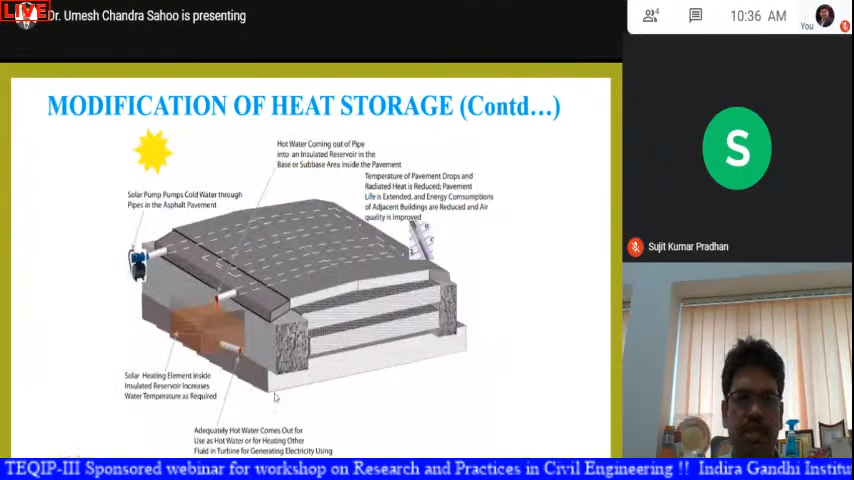 LIVE
Dr. Umesh Chandra Sahoo is presenting
4
10:36 AM
You
MODIFICATION OF HEAT STORAGE (Contd…)
Hot Water Coming out of Pipe
into an Insulated Reservoir in the
Base or Subbase Area inside the Pavement
Temperature of Pavement Drops and
Radiated Heat is Reduced; Pavement
Life is Extended, and Energy Comsumptions
of Adjacent Buildings are Reduced and Air
quality is Improved
Solar Pump Pumps Cold Water through
Pipes in the Asphalt Pavement
S
Sujit Kumar Pradhan
Solar Heating Element inside
Insulated Reservoir Increases
Water Temperature as Required
Adequately Hot Water Comes Out for
Use as Hot Water or for Heating Other
Fluid in Turbine for Generating Electricity Using
TEQIP-III Sponsored webinar for workshop on Research and Practices in Civil Engineering !! Indira Gandhi Institu